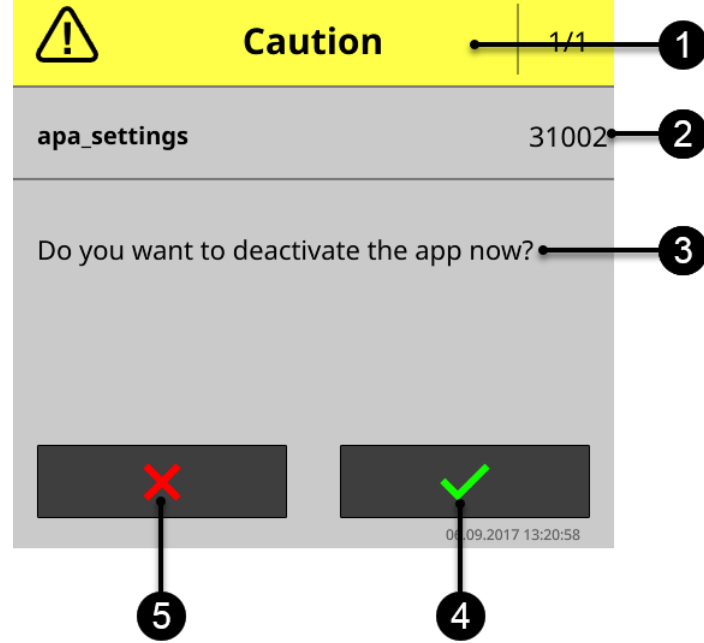 Caution 1/1 1
apa_settings 31002 2
Do you want to deactivate the app now? 3
06.09.2017 13:20:58
5 4